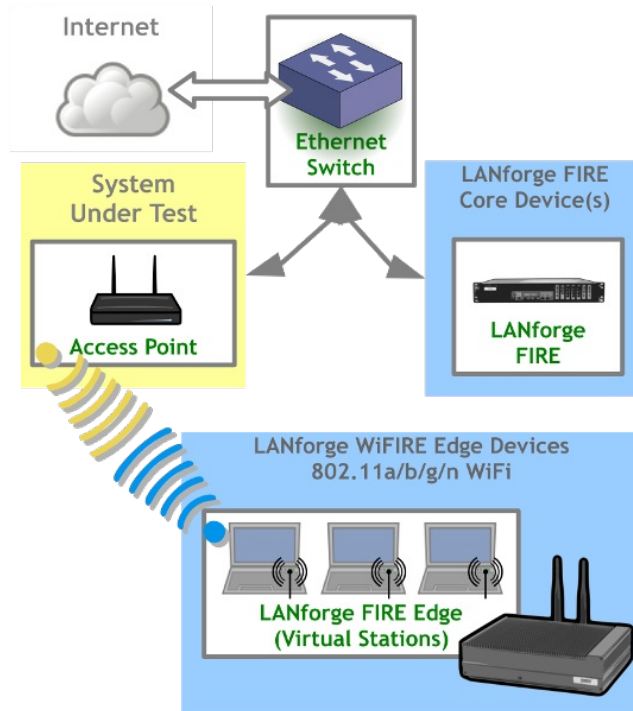 Internet
Ethernet
Switch
System
Under Test
Access Point
LANforge FIRE
Core Device(s)
LANforge
FIRE
LANforge WiFIRE Edge Devices
802.11a/b/g/n WiFi
LANforge FIRE Edge
(Virtual Stations)